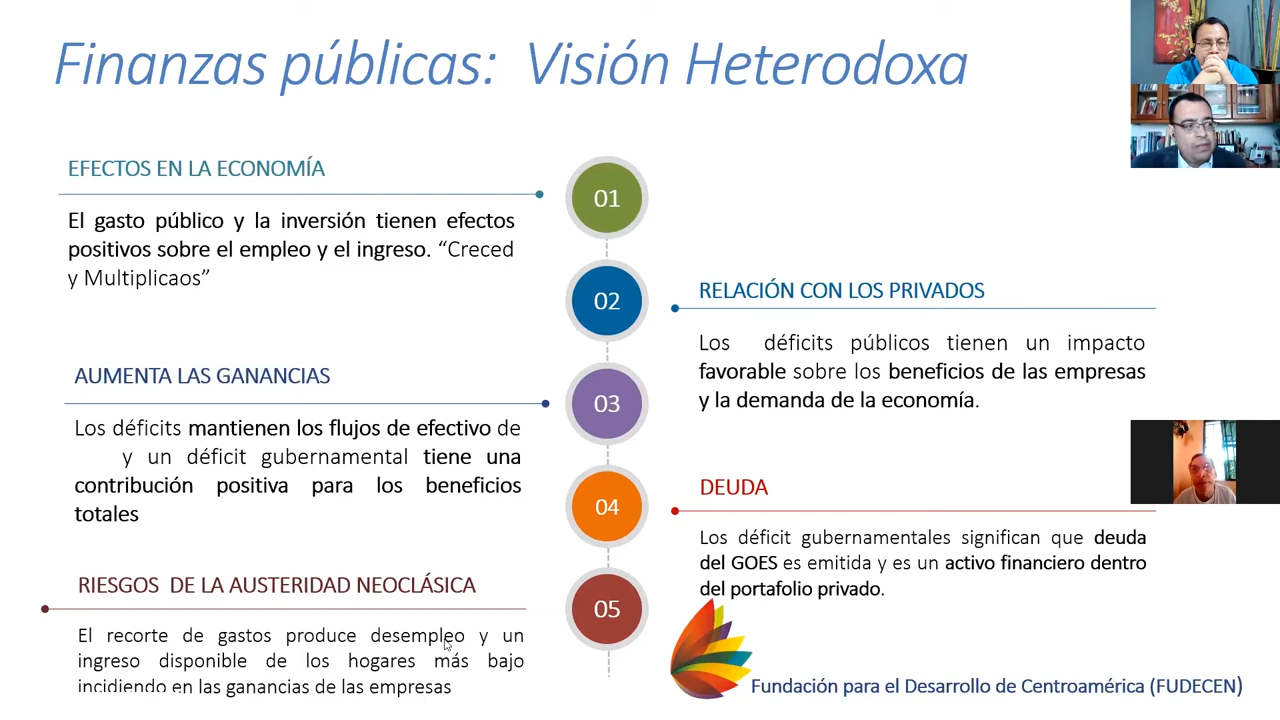 Finanzas públicas: Visión Heterodoxa
EFECTOS EN LA ECONOMÍA
El gasto público y la inversión tienen efectos
positivos sobre el empleo y el ingreso. “Creced
y Multiplicaos”
01
02
RELACIÓN CON LOS PRIVADOS
Los déficits públicos tienen un impacto
favorable sobre los beneficios de las empresas
y la demanda de la economía.
AUMENTA LAS GANANCIAS
Los déficits mantienen los flujos de efectivo de
y un déficit gubernamental tiene una
contribución positiva para los beneficios
totales
03
04
DEUDA
Los déficit gubernamentales significan que deuda
del GOES es emitida y es un activo financiero dentro
del portafolio privado.
RIESGOS DE LA AUSTERIDAD NEOCLÁSICA
El recorte de gastos produce desempleo y un
ingreso disponible de los hogares más bajo
incidiendo en las ganancias de las empresas
05
Fundación para el Desarrollo de Centroamérica (FUDECEN)